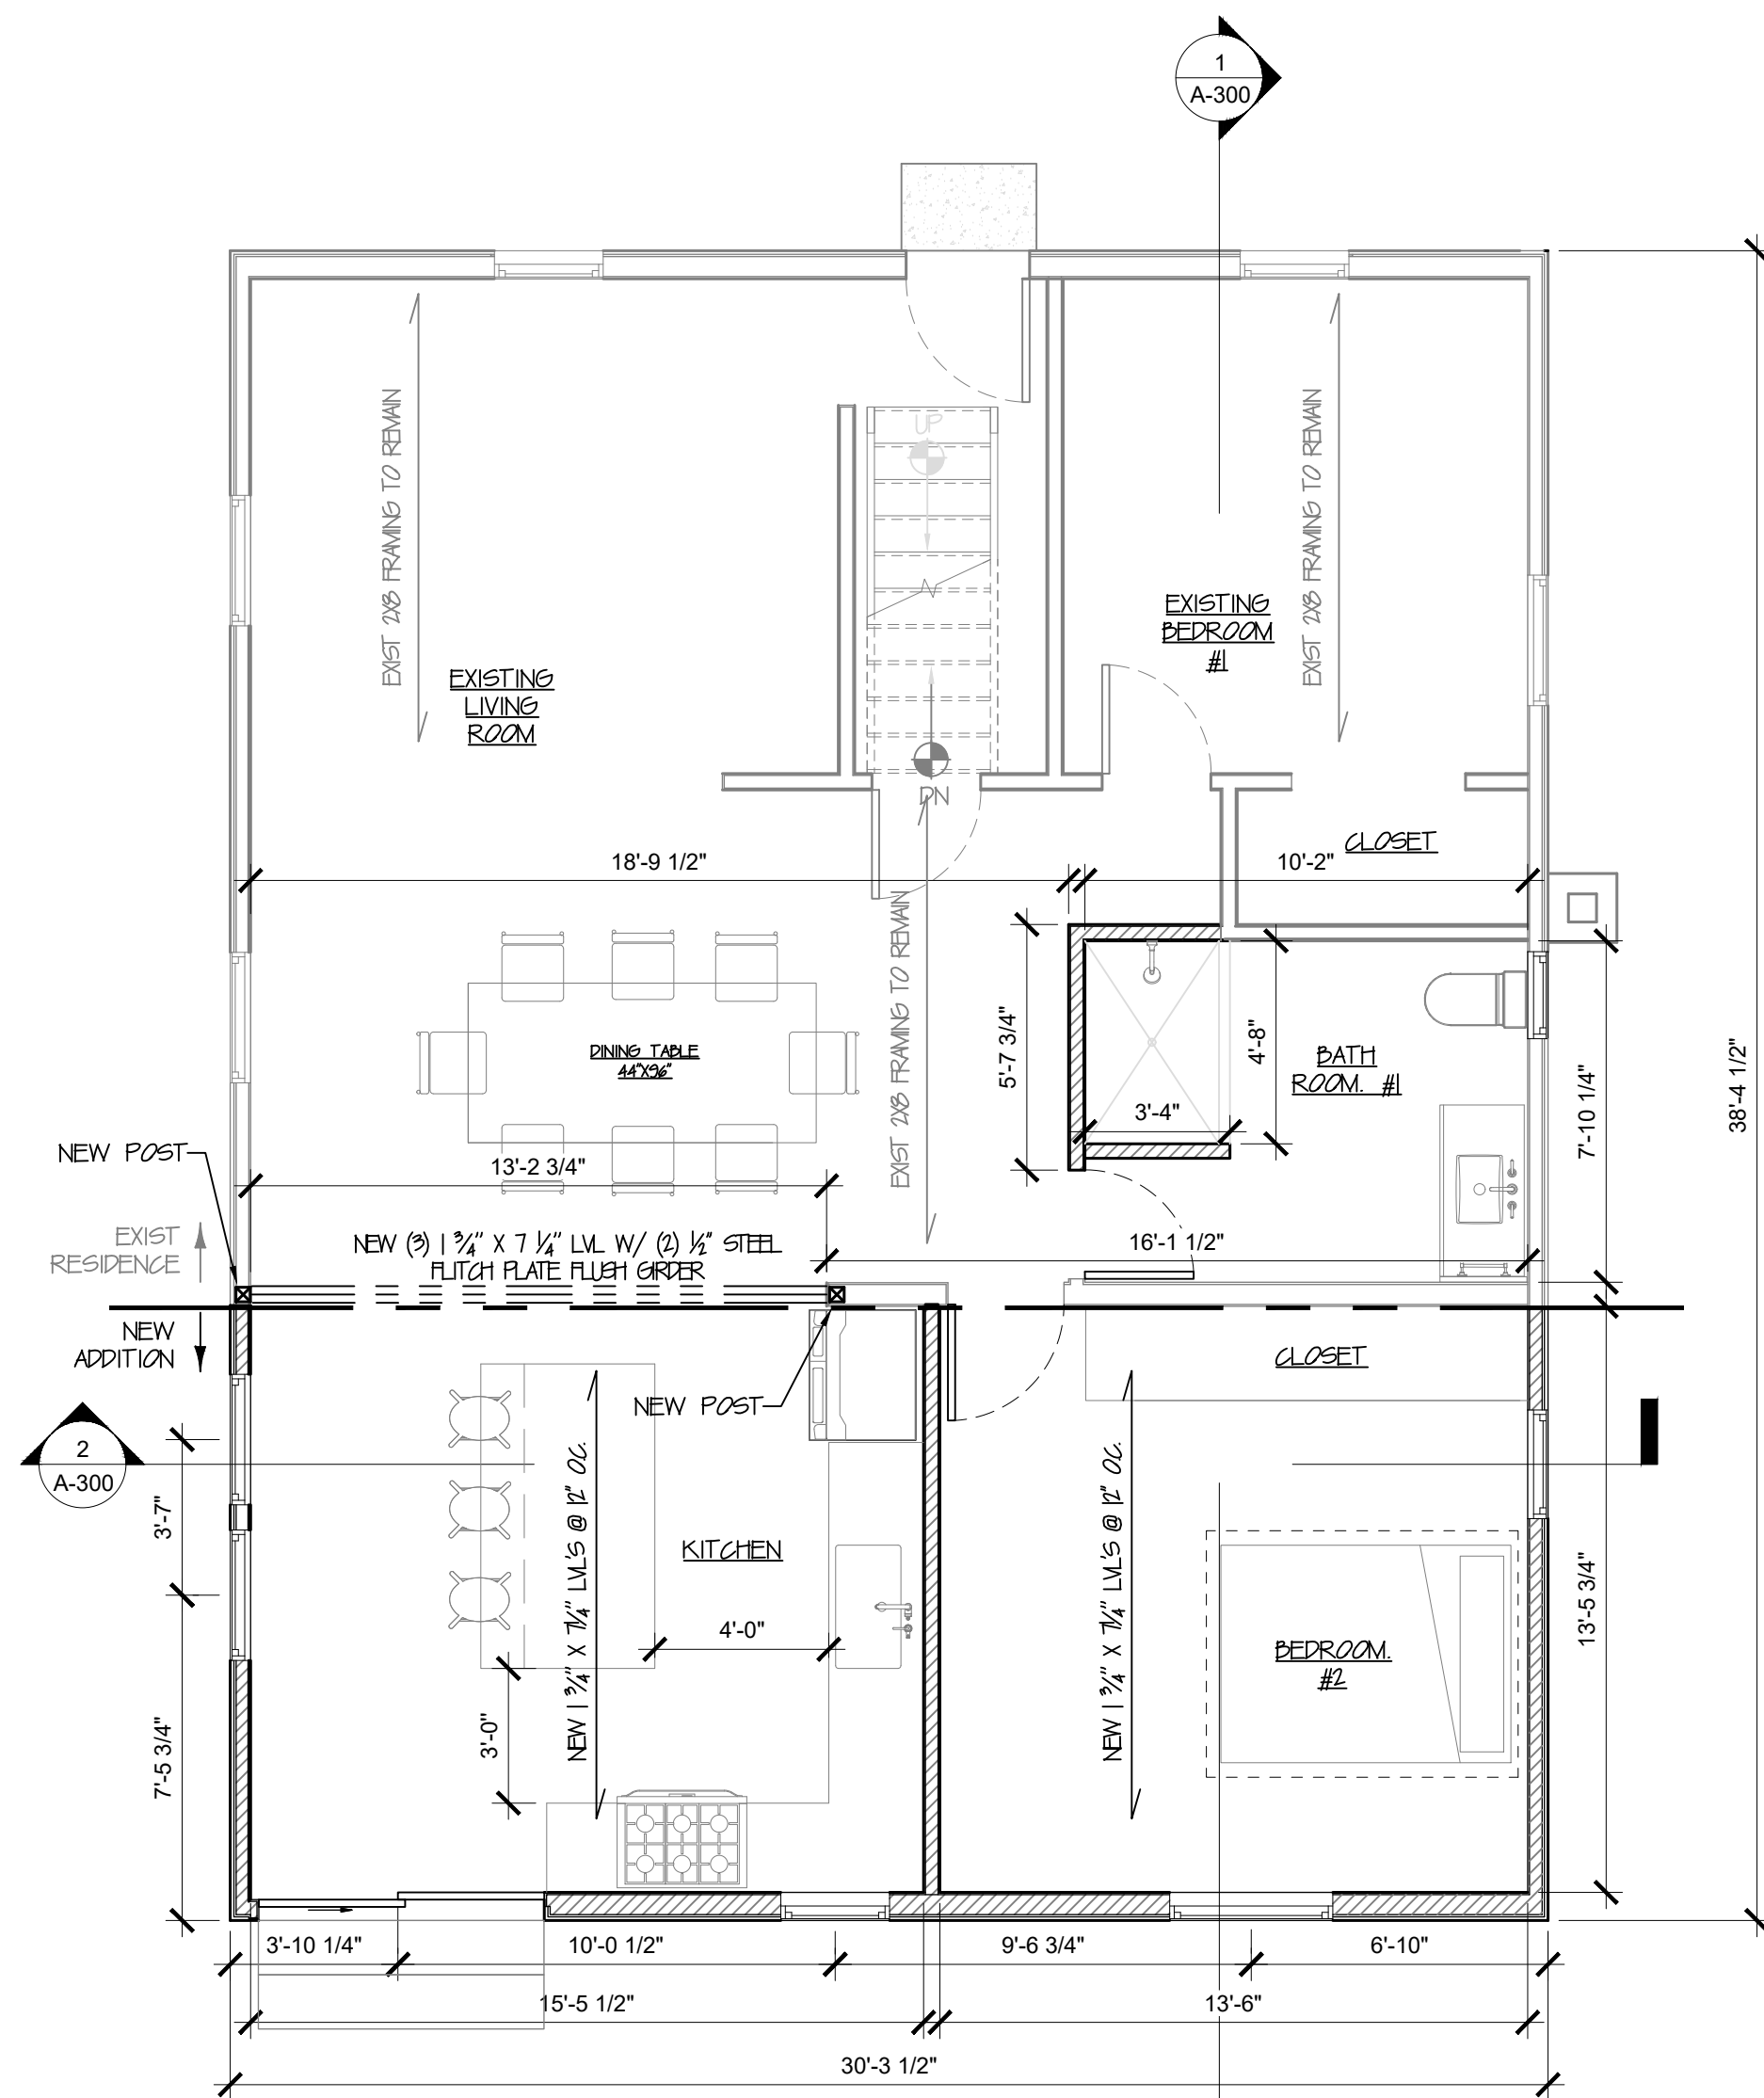 1
A-300
UP
EXIST 2X8 FRAMING TO REMAIN
EXIST 2X8 FRAMING TO REMAIN
EXISTING
BEDROOM
#1
EXISTING
LIVING
ROOM
DN
CLOSET
18'-9 1/2"
10'-2"
EXIST 2X8 FRAMING TO REMAIN
5'-7 3/4"
4'-8"
3'-4"
BATH
ROOM. #1
7'-10 1/4"
38'-4 1/2"
DINING TABLE
44"X96"
NEW POST
13'-2 3/4"
16'-1 1/2"
EXIST
RESIDENCE
NEW (3) 1 3/4" X 7 1/4" LVL W/ (2) 1/2" STEEL
FLITCH PLATE FLUSH GIRDER
NEW
ADDITION
CLOSET
NEW POST
2
A-300
3'-7"
NEW 1 3/4" X 7 1/4" LVL'S @ 12" O.C.
KITCHEN
NEW 1 3/4" X 7 1/4" LVL'S @ 12" O.C.
13'-5 3/4"
4'-0"
BEDROOM.
#2
3'-0"
7'-5 3/4"
3'-10 1/4"
10'-0 1/2"
9'-6 3/4"
6'-10"
15'-5 1/2"
13'-6"
30'-3 1/2"